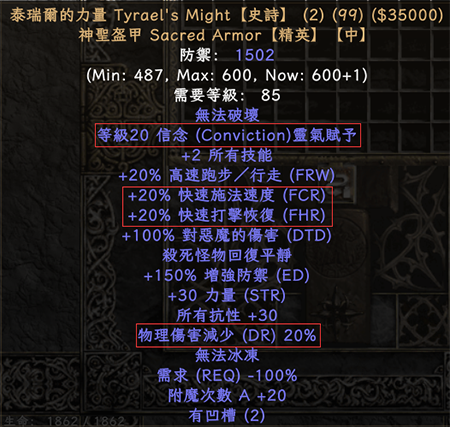 泰瑞爾的力量 Tyrael's Might【史詩】 (2) (99) ($35000)
神聖盔甲 Sacred Armor【精英】【中】
防禦: 1502
(Min: 487, Max: 600, Now: 600+1)
需要等級: 85
無法破壞
等級20 信念 (Conviction)靈氣賦予
+2 所有技能
+20% 高速跑步/行走 (FRW)
+20% 快速施法速度 (FCR)
+20% 快速打擊恢復 (FHR)
+100% 對惡魔的傷害 (DTD)
殺死怪物回復平靜
+150% 增強防禦 (ED)
+30 力量 (STR)
所有抗性 +30
物理傷害減少 (DR) 20%
無法冰凍
需求 (REQ) -100%
附魔次數 A +20
有凹槽 (2)
生命: 1862 / 1862